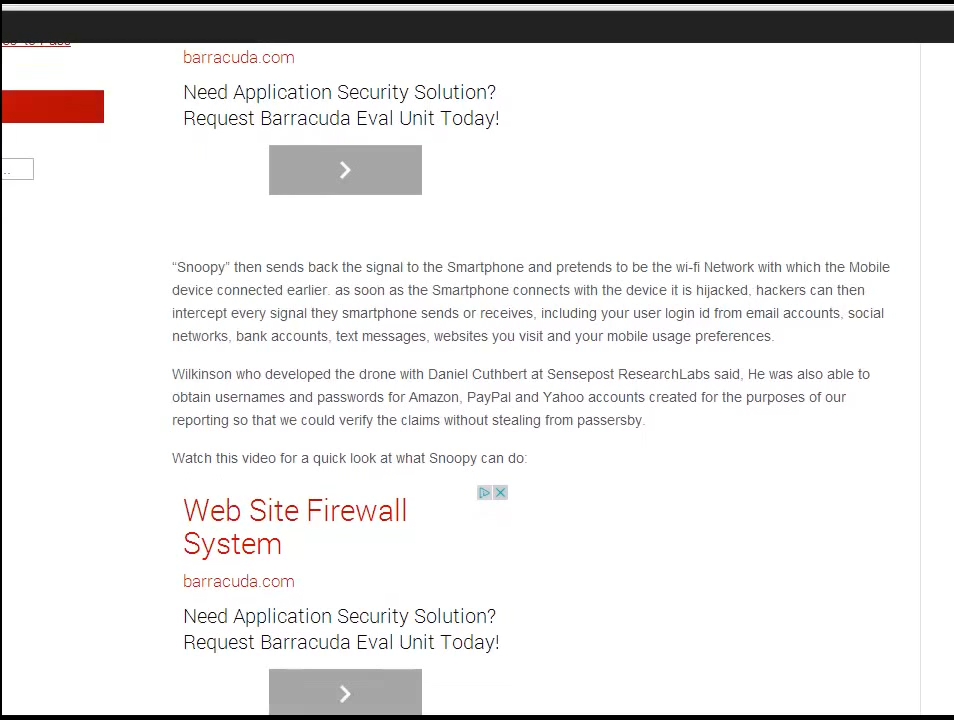 barracuda.com
Need Application Security Solution?
Request Barracuda Eval Unit Today!
..
“Snoopy” then sends back the signal to the Smartphone and pretends to be the wi-fi Network with which the Mobile
device connected earlier. as soon as the Smartphone connects with the device it is hijacked, hackers can then
intercept every signal they smartphone sends or receives, including your user login id from email accounts, social
networks, bank accounts, text messages, websites you visit and your mobile usage preferences.
Wilkinson who developed the drone with Daniel Cuthbert at Sensepost ResearchLabs said, He was also able to
obtain usernames and passwords for Amazon, PayPal and Yahoo accounts created for the purposes of our
reporting so that we could verify the claims without stealing from passersby.
Watch this video for a quick look at what Snoopy can do:
Web Site Firewall
System
barracuda.com
Need Application Security Solution?
Request Barracuda Eval Unit Today!